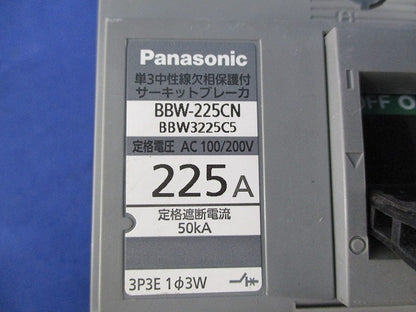 Panasonic
単3中性線欠相保護付
サーキットブレーカ
BBW-225CN
BBW3225C5
定格電圧 AC 100/200V
225A
定格遮断電流
50kA
3P3E 1φ3W
OFF O